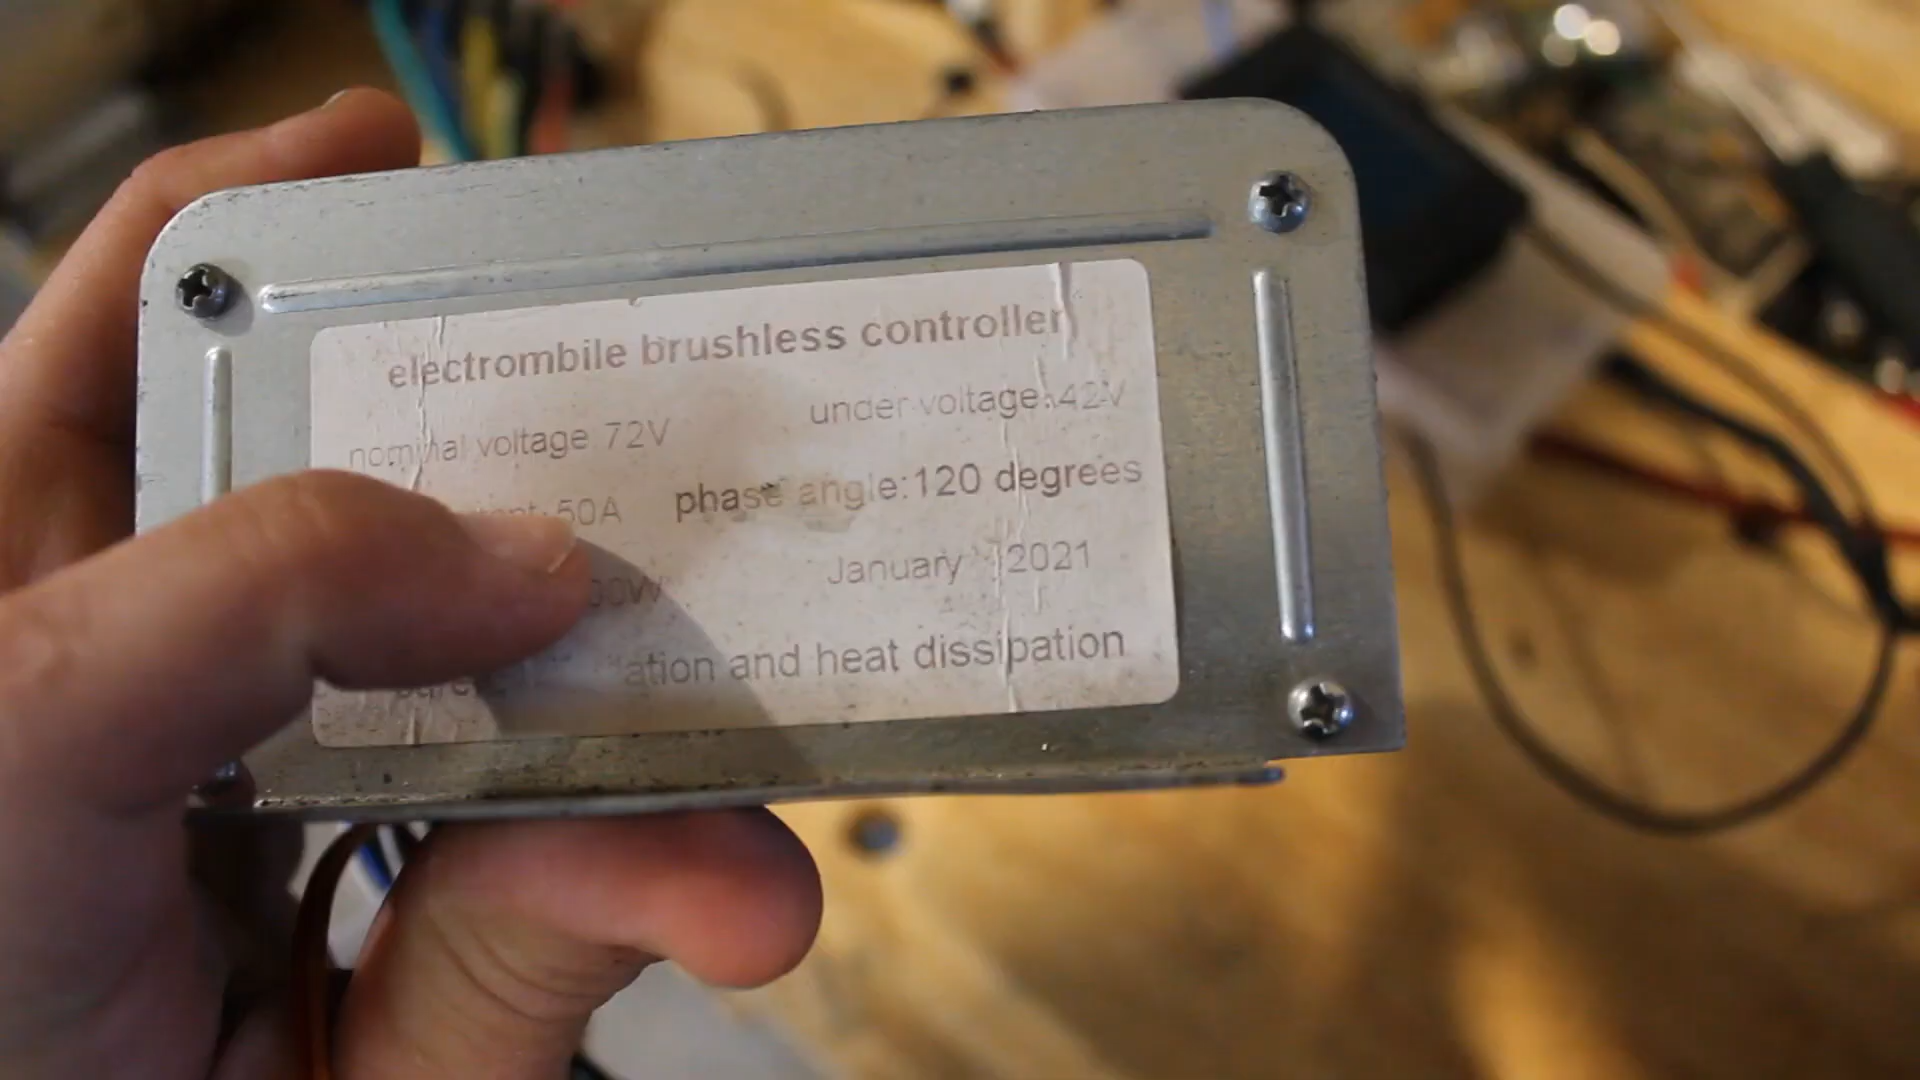 electrombile brushless controller
nominal voltage 72V under voltage:42V
50A phase angle:120 degrees
January 2021
and heat dissipation